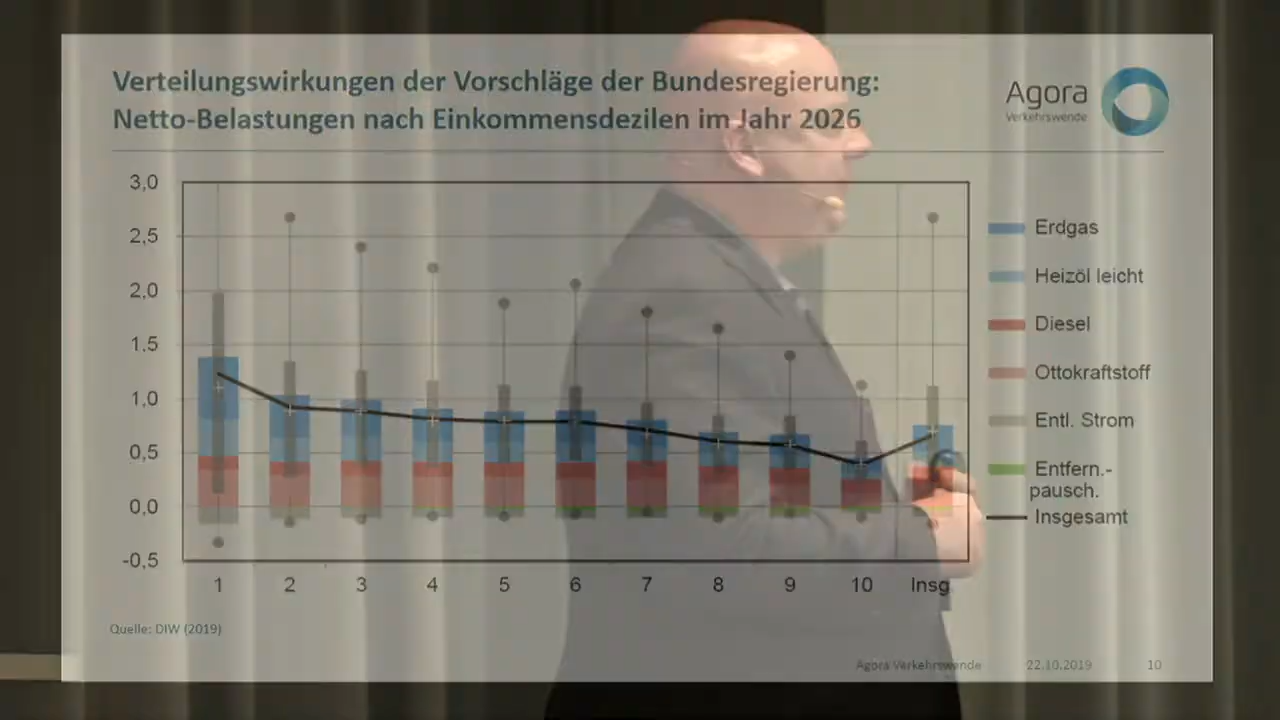 Verteilungswirkungen der Vorschläge der Bundesregierung:
Netto-Belastungen nach Einkommensdezilen im Jahr 2026
Agora
Verkehrswende
3,0
2,5
2,0
1,5
1,0
0,5
0,0
-0,5
1 2 3 4 5 6 7 8 9 10 Insg
Erdgas
Heizöl leicht
Diesel
Ottokraftstoff
Entl. Strom
Entfern.-
pausch.
Insgesamt
Quelle: DIW (2019)
Agora Verkehrswende 22.10.2019 10